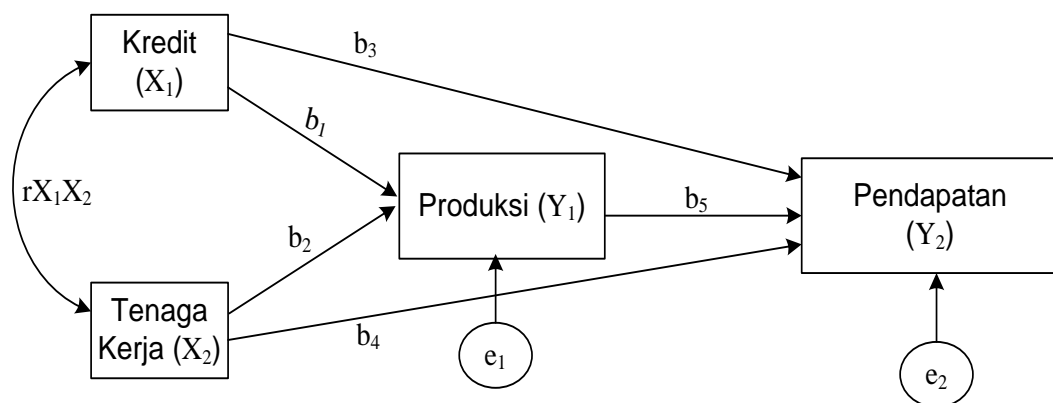 Kredit
(X₁)
b₃
b₁
rX₁X₂
Produksi (Y₁)
b₅
Pendapatan
(Y₂)
b₂
Tenaga
Kerja (X₂)
b₄
e₁
e₂